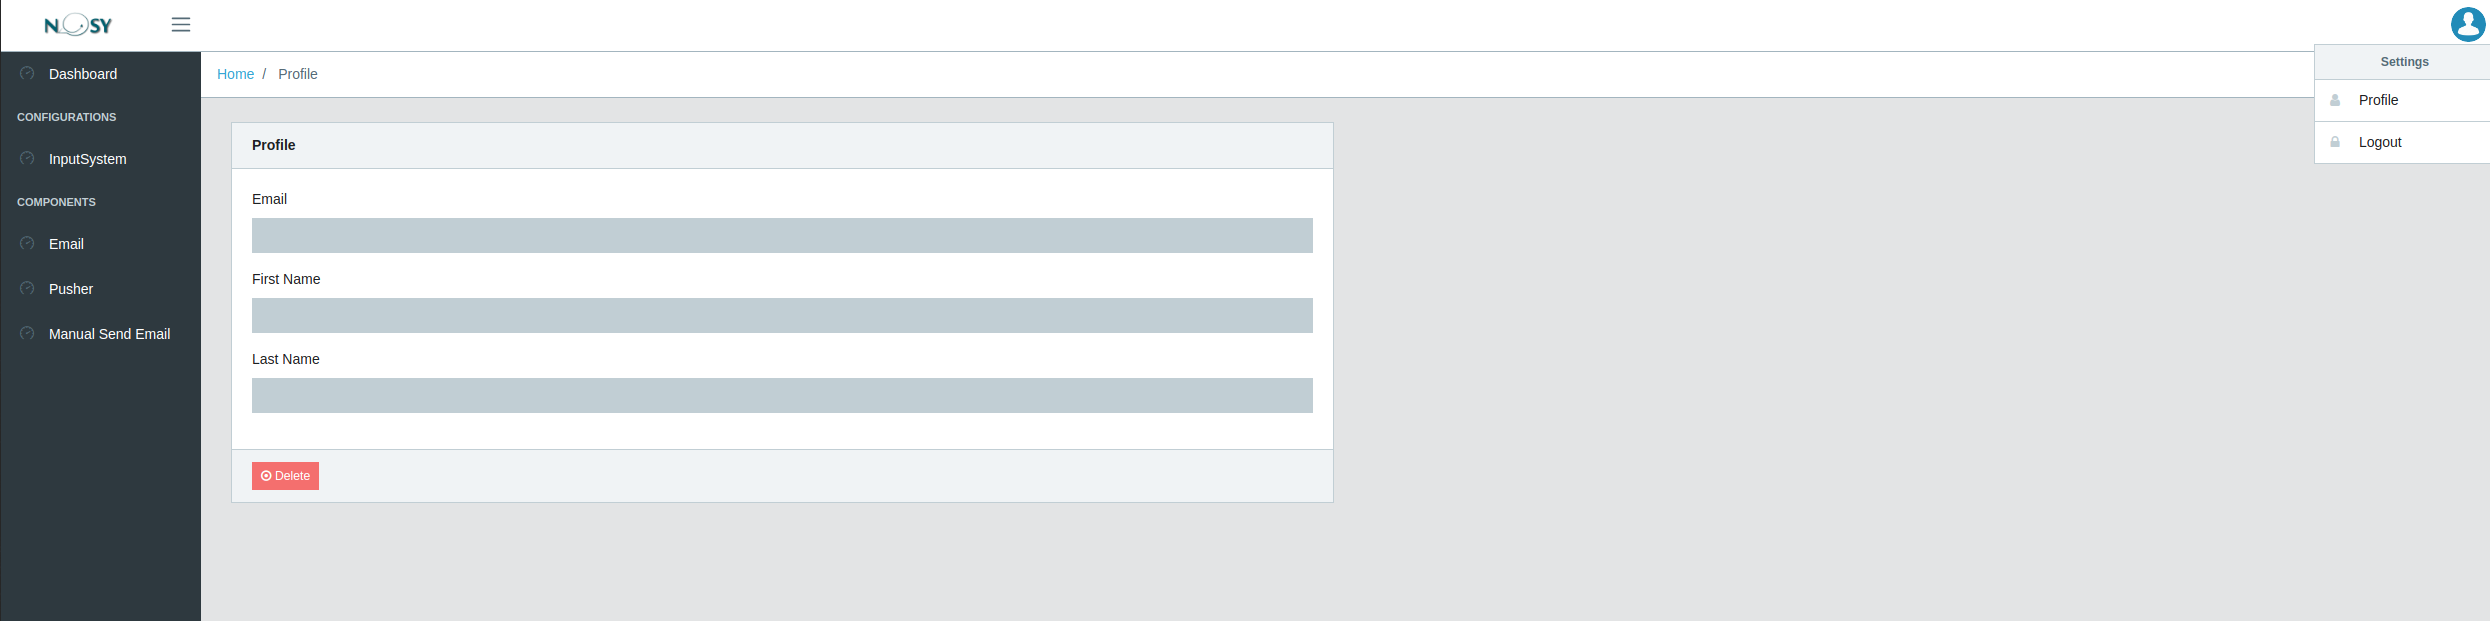 NOSY
Dashboard
CONFIGURATIONS
InputSystem
COMPONENTS
Email
Pusher
Manual Send Email
Home / Profile
Profile
Email
First Name
Last Name
Delete
Settings
Profile
Logout